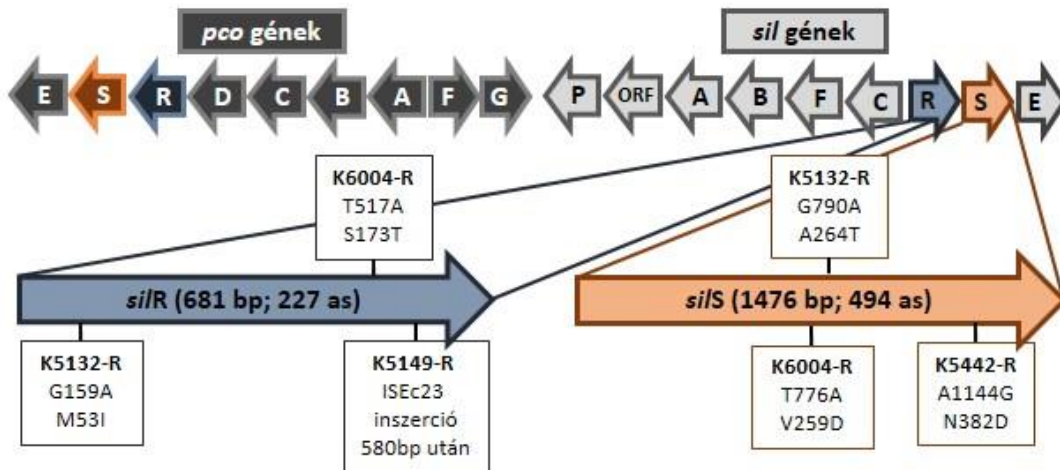 pco gének
sil gének
E S R D C B A F G P ORF A B F C R S E
K6004-R
T517A
S173T
K5132-R
G790A
A264T
silR (681 bp; 227 as)
silS (1476 bp; 494 as)
K5132-R
G159A
M53I
K5149-R
ISEc23
inszerció
580bp után
K6004-R
T776A
V259D
K5442-R
A1144G
N382D